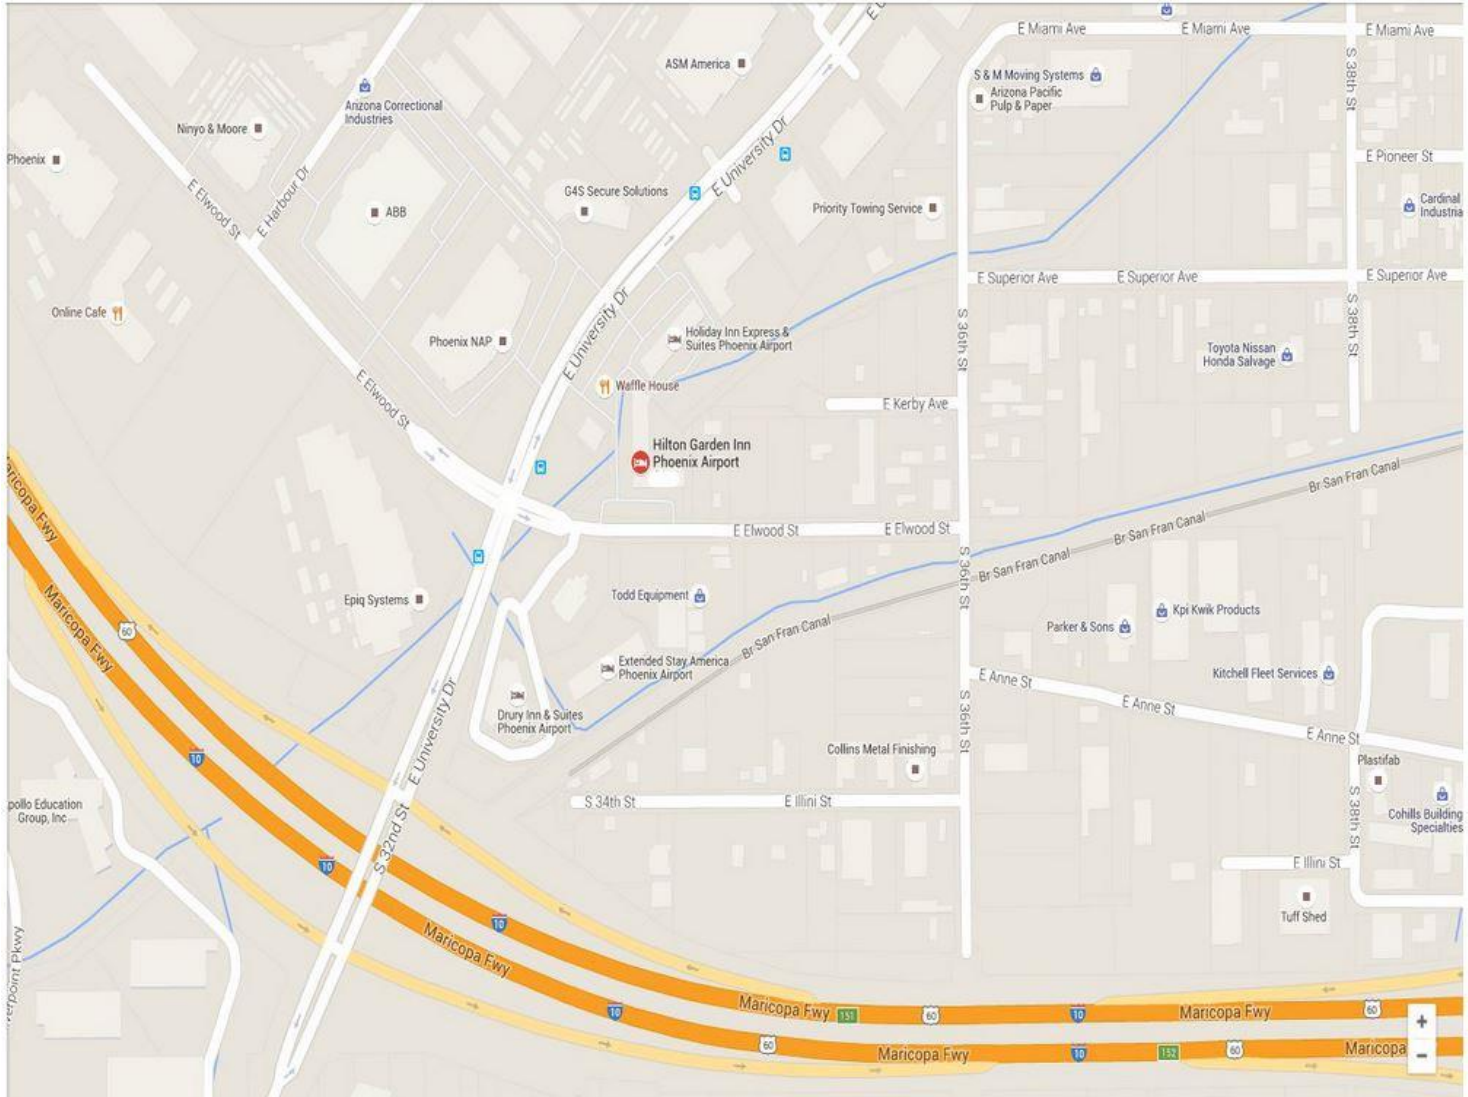 E Miami Ave
E Miami Ave
E Miami Ave
ASM America
S & M Moving Systems
Arizona Pacific
Pulp & Paper
S 38th St
Arizona Correctional
Industries
Ninyo & Moore
Phoenix
E University Dr
E Pioneer St
E Elwood St
E Harbour Dr
ABB
G4S Secure Solutions
Priority Towing Service
Cardinal
Industria
E Superior Ave
E Superior Ave
E Superior Ave
Online Cafe
Phoenix NAP
E University Dr
Holiday Inn Express &
Suites Phoenix Airport
S 36th St
S 38th St
Toyota Nissan
Honda Salvage
Waffle House
E Elwood St
E Kerby Ave
Hilton Garden Inn
Phoenix Airport
Br San Fran Canal
aricopa Fwy
E Elwood St
E Elwood St
Br San Fran Canal
Br San Fran Canal
S 36th St
Maricopa Fwy
60
Epiq Systems
Todd Equipment
Kpi Kwik Products
Parker & Sons
Br San Fran Canal
Extended Stay America
Phoenix Airport
Kitchell Fleet Services
E Anne St
E Anne St
E Anne St
Drury Inn & Suites
Phoenix Airport
E University Dr
S 36th St
10
Collins Metal Finishing
Plastifab
S 34th St
E Illini St
S 38th St
Cohills Building
Specialties
pollo Education
Group, Inc
S 32nd St
10
E Illini St
Tuff Shed
10
Maricopa Fwy
verpoint Pkwy
10
Maricopa Fwy
151
60
10
Maricopa Fwy
60
60
Maricopa Fwy
10
152
60
Maricopa
+
−